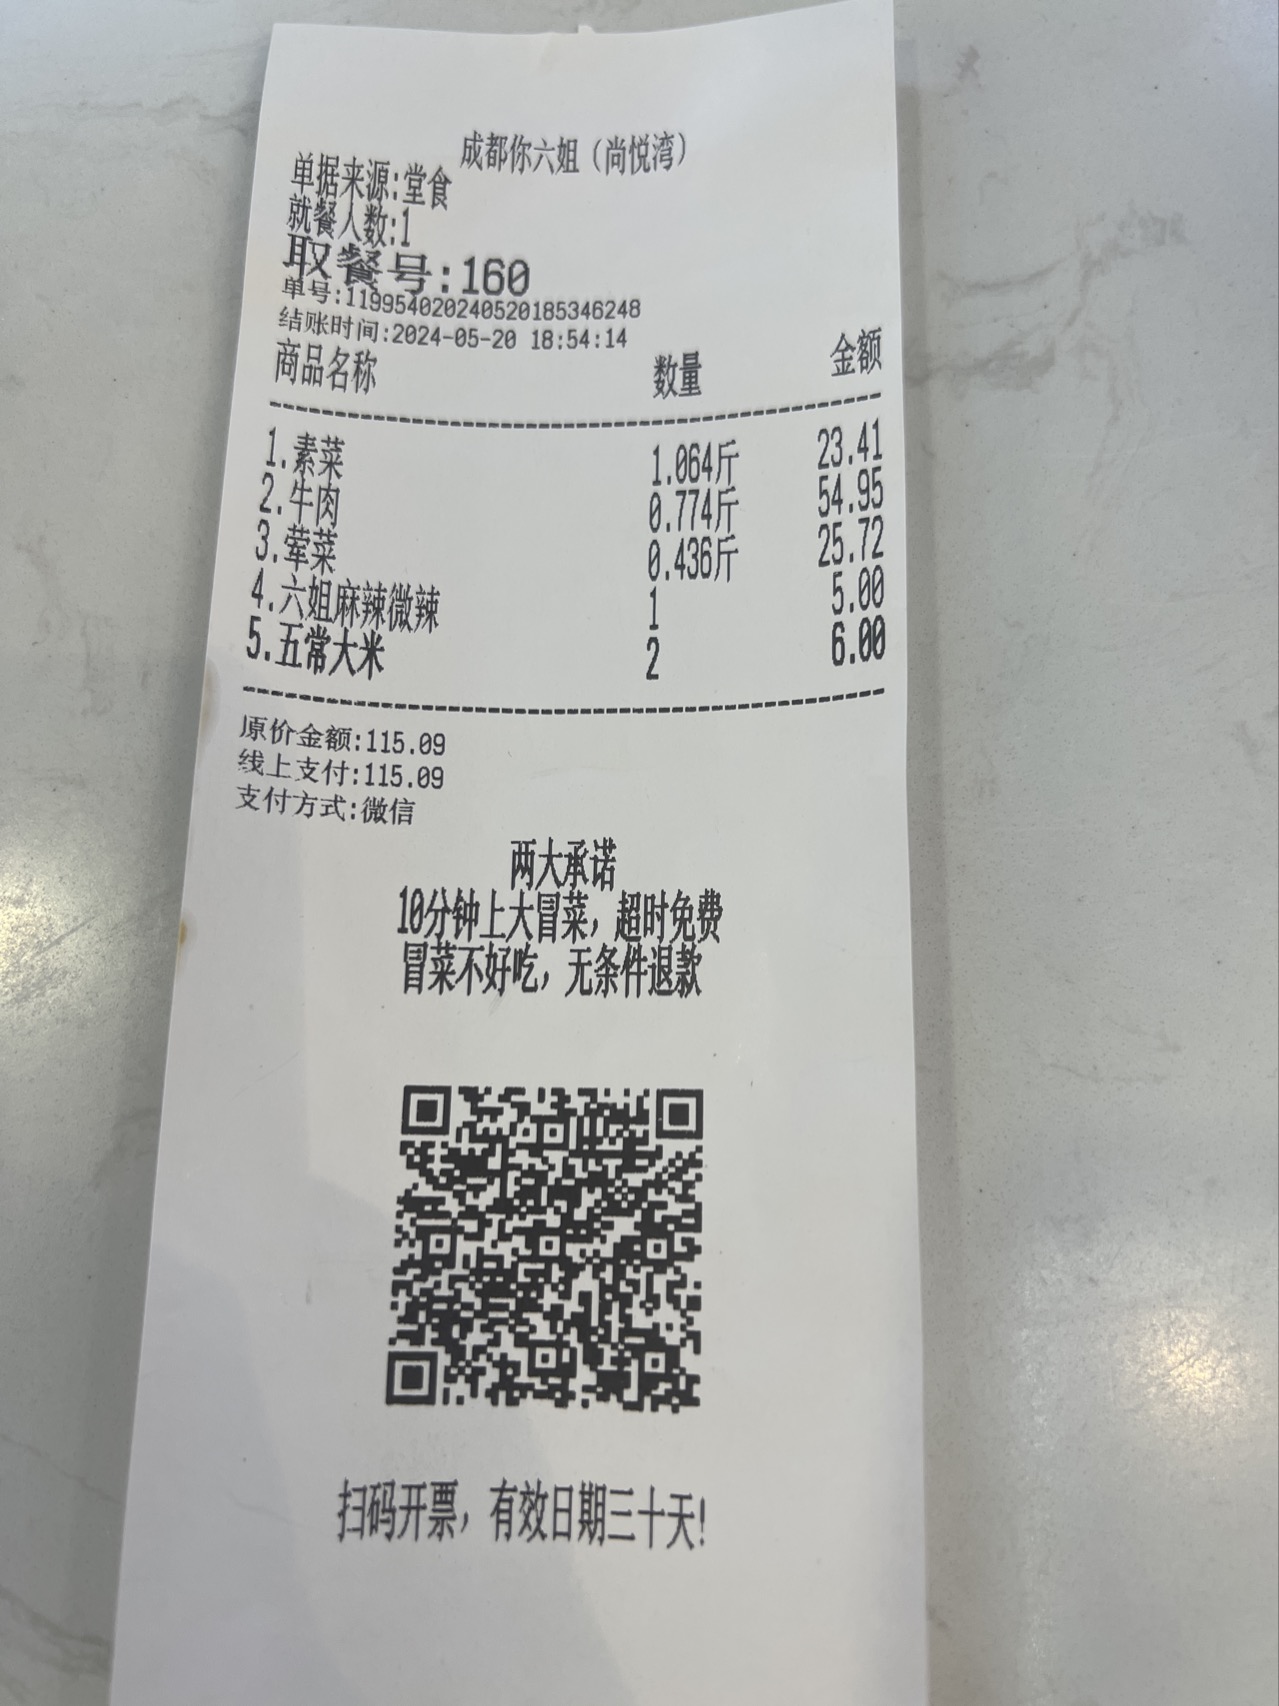 成都你六姐（尚悦湾）
单据来源:堂食
就餐人数:1
取餐号:160
单号:11995402024052018534​6248
结账时间:2024-05-20 18:54:14
商品名称 数量 金额
1.素菜 1.064斤 23.41
2.牛肉 0.774斤 54.95
3.荤菜 0.436斤 25.72
4.六姐麻辣微辣 1 5.00
5.五常大米 2 6.00
原价金额:115.09
线上支付:115.09
支付方式:微信
两大承诺
10分钟上大冒菜，超时免费
冒菜不好吃，无条件退款
扫码开票，有效日期三十天!